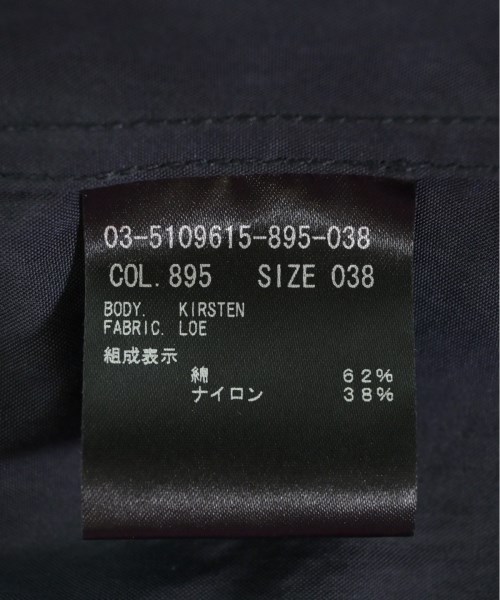 03-5109615-895-038
COL. 895 SIZE 038
BODY. KIRSTEN
FABRIC. LOE
組成表示
綿 62%
ナイロン 38%